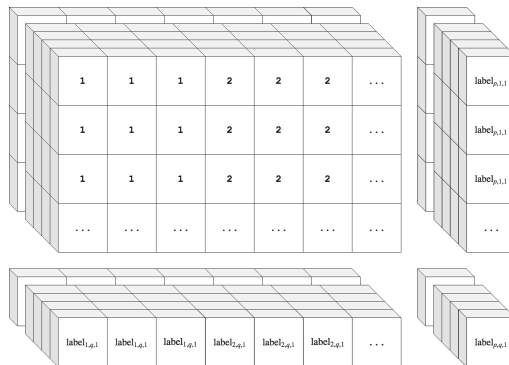 1 1 1 2 2 2 ... label_{p,1,1}
1 1 1 2 2 2 ... label_{p,1,1}
1 1 1 2 2 2 ... label_{p,1,1}
... ... ... ... ... ... ... ...
label_{1,q,1} label_{1,q,1} label_{1,q,1} label_{2,q,1} label_{2,q,1} label_{2,q,1} ... label_{p,q,1}